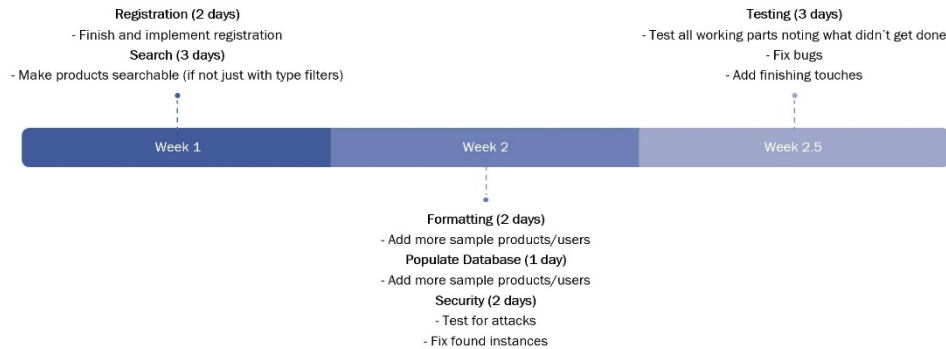 Registration (2 days)
- Finish and implement registration
Search (3 days)
- Make products searchable (if not just with type filters)
Testing (3 days)
- Test all working parts noting what didn't get done
- Fix bugs
- Add finishing touches
Week 1
Week 2
Week 2.5
Formatting (2 days)
- Add more sample products/users
Populate Database (1 day)
- Add more sample products/users
Security (2 days)
- Test for attacks
- Fix found instances